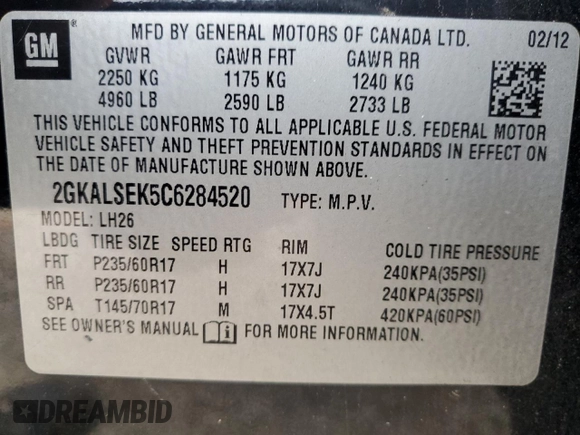 GM ® MFD BY GENERAL MOTORS OF CANADA LTD. 02/12
GVWR GAWR FRT GAWR RR
2250 KG 1175 KG 1240 KG
4960 LB 2590 LB 2733 LB
THIS VEHICLE CONFORMS TO ALL APPLICABLE U.S. FEDERAL MOTOR
VEHICLE SAFETY AND THEFT PREVENTION STANDARDS IN EFFECT ON
THE DATE OF MANUFACTURE SHOWN ABOVE.
2GKALSEK5C6284520 TYPE: M.P.V.
MODEL: LH26
LBDG TIRE SIZE SPEED RTG RIM COLD TIRE PRESSURE
FRT P235/60R17 H 17X7J 240KPA(35PSI)
RR P235/60R17 H 17X7J 240KPA(35PSI)
SPA T145/70R17 M 17X4.5T 420KPA(60PSI)
SEE OWNER'S MANUAL FOR MORE INFORMATION.
DREAMBID